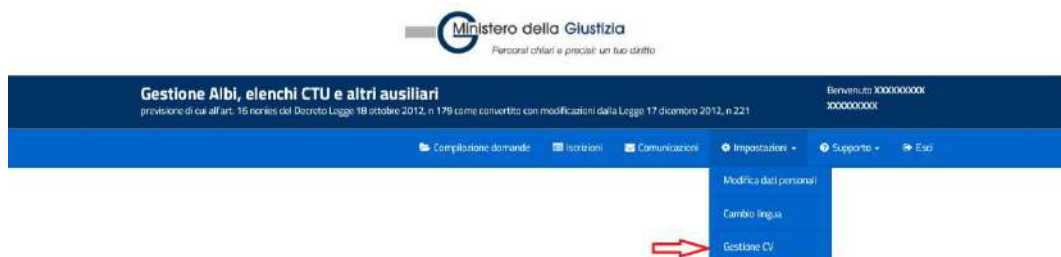 Ministero della Giustizia
Percorsi chiari e precisi: un tuo diritto
Gestione Albi, elenchi CTU e altri ausiliari
previsione di cui all'art. 16 nonies del Decreto Legge 18 ottobre 2012, n 179 come convertito con modificazioni dalla Legge 17 dicembre 2012, n 221
Benvenuto XXXXXXXXX
XXXXXXXXX
Compilazione domande Iscrizioni Comunicazioni Impostazioni Supporto Esci
Modifica dati personali
Cambio lingua
Gestione CV